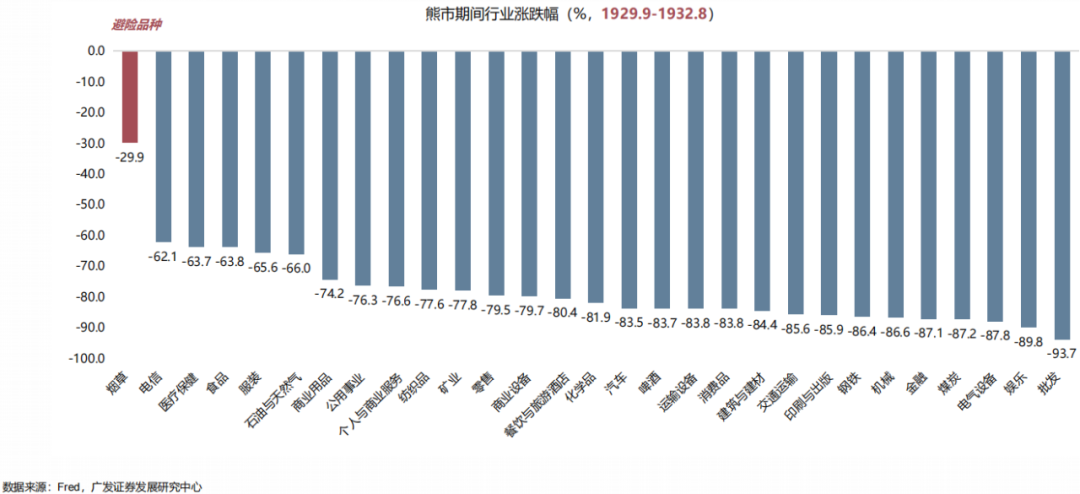 熊市期间行业涨跌幅（%，1929.9-1932.8）
避险品种
0.0
-10.0
-20.0
-30.0
-40.0
-50.0
-60.0
-70.0
-80.0
-90.0
-100.0
-29.9
-62.1
-63.7
-63.8
-65.6
-66.0
-74.2
-76.3
-76.6
-77.6
-77.8
-79.5
-79.7
-80.4
-81.9
-83.5
-83.7
-83.8
-83.8
-84.4
-85.6
-85.9
-86.4
-86.6
-87.1
-87.2
-87.8
-89.8
-93.7
烟草
电信
医疗保健
食品
服装
石油与天然气
商业用品
公用事业
个人与商业服务
纺织品
矿业
零售
商业设备
餐饮与旅游酒店
化学品
汽车
啤酒
运输设备
消费品
建筑与建材
交通运输
印刷与出版
钢铁
机械
金融
煤炭
电气设备
娱乐
批发
数据来源：Fred，广发证券发展研究中心